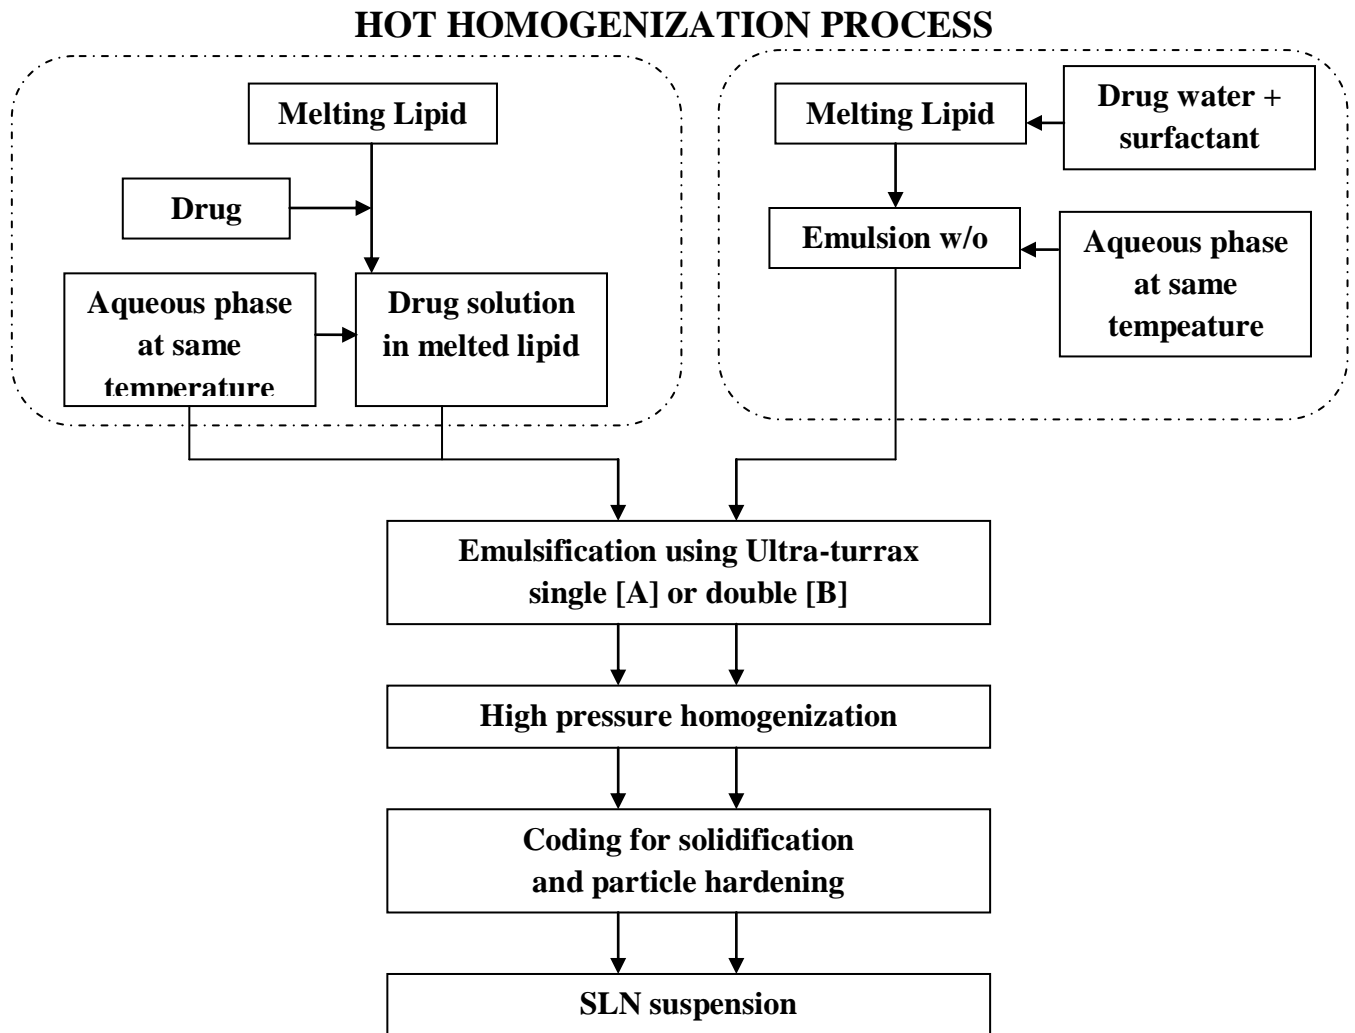 HOT HOMOGENIZATION PROCESS
Melting Lipid
Drug
Aqueous phase
at same
temperature
Drug solution
in melted lipid
Melting Lipid
Drug water +
surfactant
Emulsion w/o
Aqueous phase
at same
tempeature
Emulsification using Ultra-turrax
single [A] or double [B]
High pressure homogenization
Coding for solidification
and particle hardening
SLN suspension